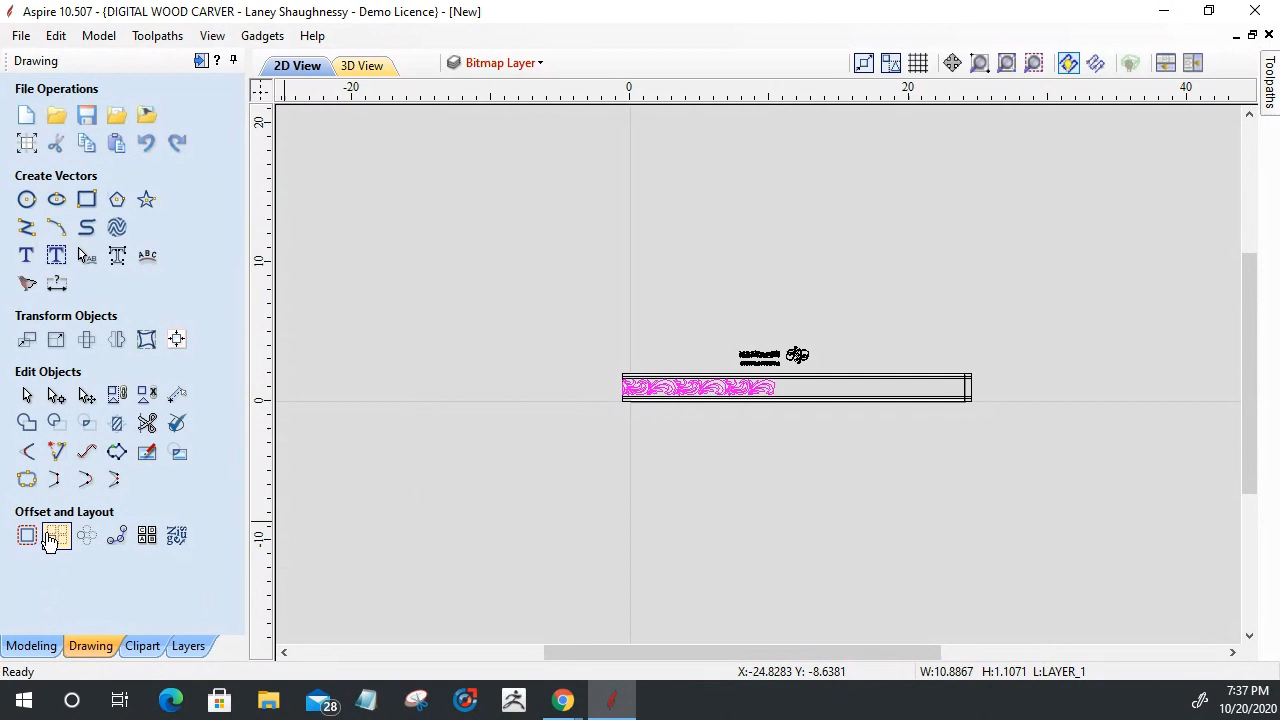 Aspire 10.507 - {DIGITAL WOOD CARVER - Laney Shaughnessy - Demo Licence} - [New]
File Edit Model Toolpaths View Gadgets Help
Drawing
2D View 3D View Bitmap Layer
File Operations
Create Vectors
Transform Objects
Edit Objects
Offset and Layout
-20 0 20 40
20
10
0
-10
Toolpaths
Modeling Drawing Clipart Layers
Ready X:-24.8283 Y: -8.6381 W:10.8867 H:1.1071 L:LAYER_1
28
7:37 PM
10/20/2020